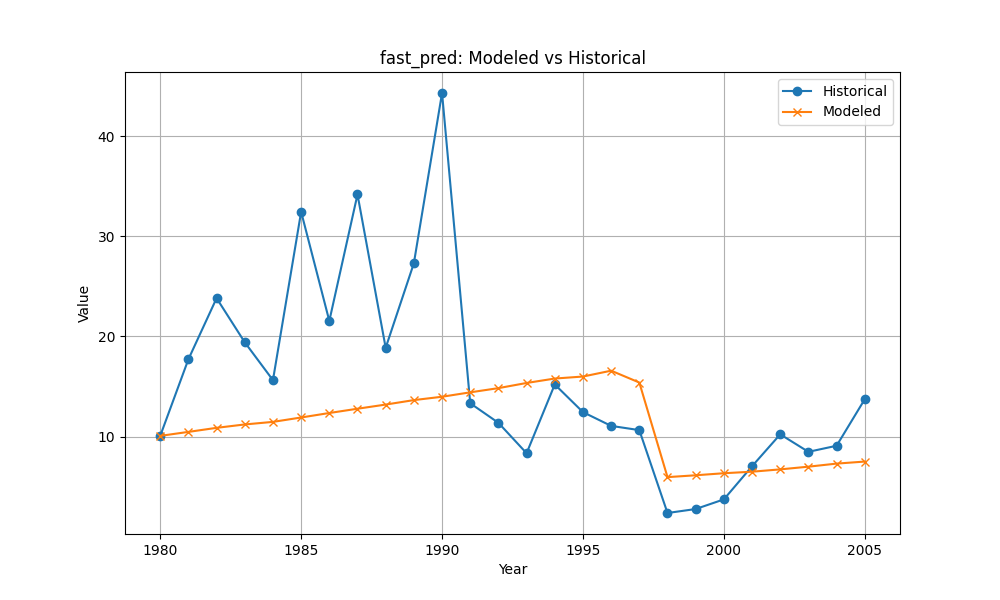 fast_pred: Modeled vs Historical
Historical
Modeled
Value
40
30
20
10
1980 1985 1990 1995 2000 2005
Year